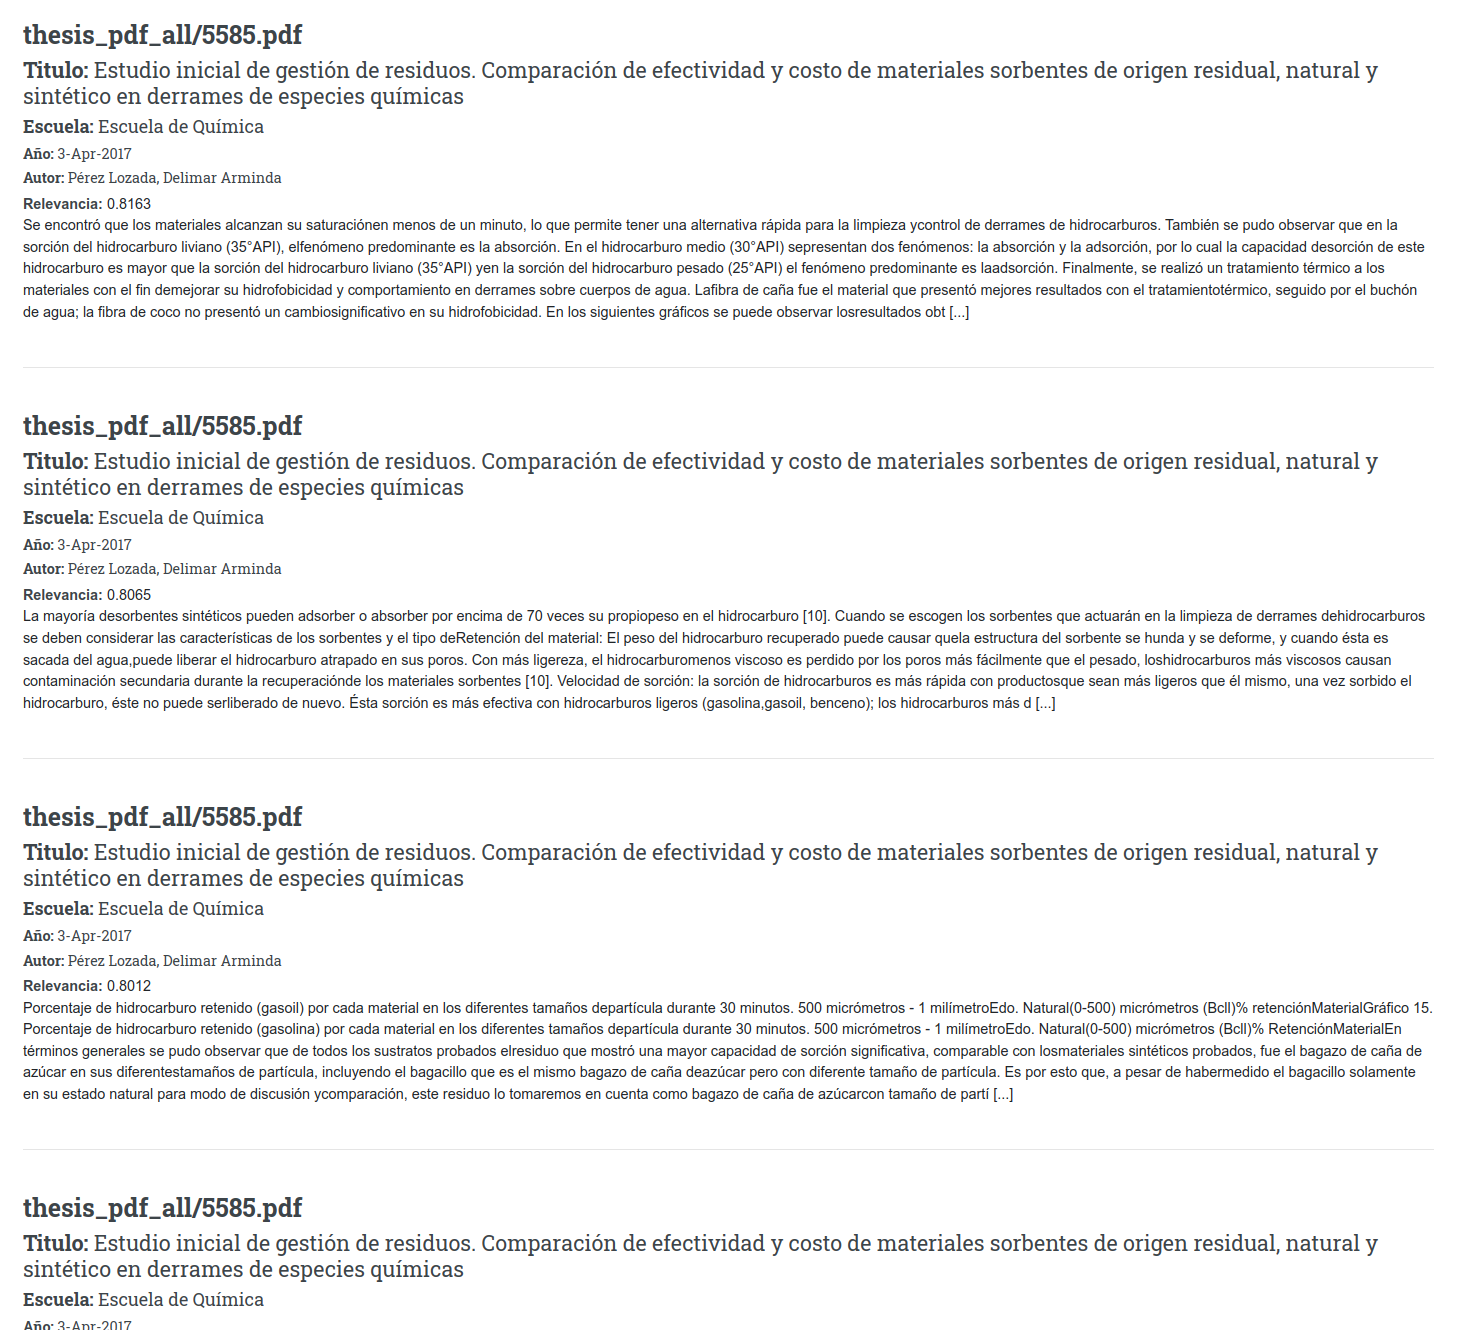 thesis_pdf_all/5585.pdf
Titulo: Estudio inicial de gestión de residuos. Comparación de efectividad y costo de materiales sorbentes de origen residual, natural y
sintético en derrames de especies químicas
Escuela: Escuela de Química
Año: 3-Apr-2017
Autor: Pérez Lozada, Delimar Arminda
Relevancia: 0.8163
Se encontró que los materiales alcanzan su saturaciónen menos de un minuto, lo que permite tener una alternativa rápida para la limpieza ycontrol de derrames de hidrocarburos. También se pudo observar que en la
sorción del hidrocarburo liviano (35°API), elfenómeno predominante es la absorción. En el hidrocarburo medio (30°API) sepresentan dos fenómenos: la absorción y la adsorción, por lo cual la capacidad desorción de este
hidrocarburo es mayor que la sorción del hidrocarburo liviano (35°API) yen la sorción del hidrocarburo pesado (25°API) el fenómeno predominante es laadsorción. Finalmente, se realizó un tratamiento térmico a los
materiales con el fin demejorar su hidrofobicidad y comportamiento en derrames sobre cuerpos de agua. Lafibra de caña fue el material que presentó mejores resultados con el tratamientotérmico, seguido por el buchón
de agua; la fibra de coco no presentó un cambiosignificativo en su hidrofobicidad. En los siguientes gráficos se puede observar losresultados obt [...]
thesis_pdf_all/5585.pdf
Titulo: Estudio inicial de gestión de residuos. Comparación de efectividad y costo de materiales sorbentes de origen residual, natural y
sintético en derrames de especies químicas
Escuela: Escuela de Química
Año: 3-Apr-2017
Autor: Pérez Lozada, Delimar Arminda
Relevancia: 0.8065
La mayoría desorbentes sintéticos pueden adsorber o absorber por encima de 70 veces su propiopeso en el hidrocarburo [10]. Cuando se escogen los sorbentes que actuarán en la limpieza de derrames dehidrocarburos
se deben considerar las características de los sorbentes y el tipo deRetención del material: El peso del hidrocarburo recuperado puede causar quela estructura del sorbente se hunda y se deforme, y cuando ésta es
sacada del agua,puede liberar el hidrocarburo atrapado en sus poros. Con más ligereza, el hidrocarburomenos viscoso es perdido por los poros más fácilmente que el pesado, loshidrocarburos más viscosos causan
contaminación secundaria durante la recuperaciónde los materiales sorbentes [10]. Velocidad de sorción: la sorción de hidrocarburos es más rápida con productosque sean más ligeros que él mismo, una vez sorbido el
hidrocarburo, éste no puede serliberado de nuevo. Ésta sorción es más efectiva con hidrocarburos ligeros (gasolina,gasoil, benceno); los hidrocarburos más d [...]
thesis_pdf_all/5585.pdf
Titulo: Estudio inicial de gestión de residuos. Comparación de efectividad y costo de materiales sorbentes de origen residual, natural y
sintético en derrames de especies químicas
Escuela: Escuela de Química
Año: 3-Apr-2017
Autor: Pérez Lozada, Delimar Arminda
Relevancia: 0.8012
Porcentaje de hidrocarburo retenido (gasoil) por cada material en los diferentes tamaños departícula durante 30 minutos. 500 micrómetros - 1 milímetroEdo. Natural(0-500) micrómetros (Bcll)% retenciónMaterialGráfico 15.
Porcentaje de hidrocarburo retenido (gasolina) por cada material en los diferentes tamaños departícula durante 30 minutos. 500 micrómetros - 1 milímetroEdo. Natural(0-500) micrómetros (Bcll)% RetenciónMaterialEn
términos generales se pudo observar que de todos los sustratos probados elresiduo que mostró una mayor capacidad de sorción significativa, comparable con losmateriales sintéticos probados, fue el bagazo de caña de
azúcar en sus diferentestamaños de partícula, incluyendo el bagacillo que es el mismo bagazo de caña deazúcar pero con diferente tamaño de partícula. Es por esto que, a pesar de habermedido el bagacillo solamente
en su estado natural para modo de discusión ycomparación, este residuo lo tomaremos en cuenta como bagazo de caña de azúcarcon tamaño de partí [...]
thesis_pdf_all/5585.pdf
Titulo: Estudio inicial de gestión de residuos. Comparación de efectividad y costo de materiales sorbentes de origen residual, natural y
sintético en derrames de especies químicas
Escuela: Escuela de Química
Año: 3-Apr-2017